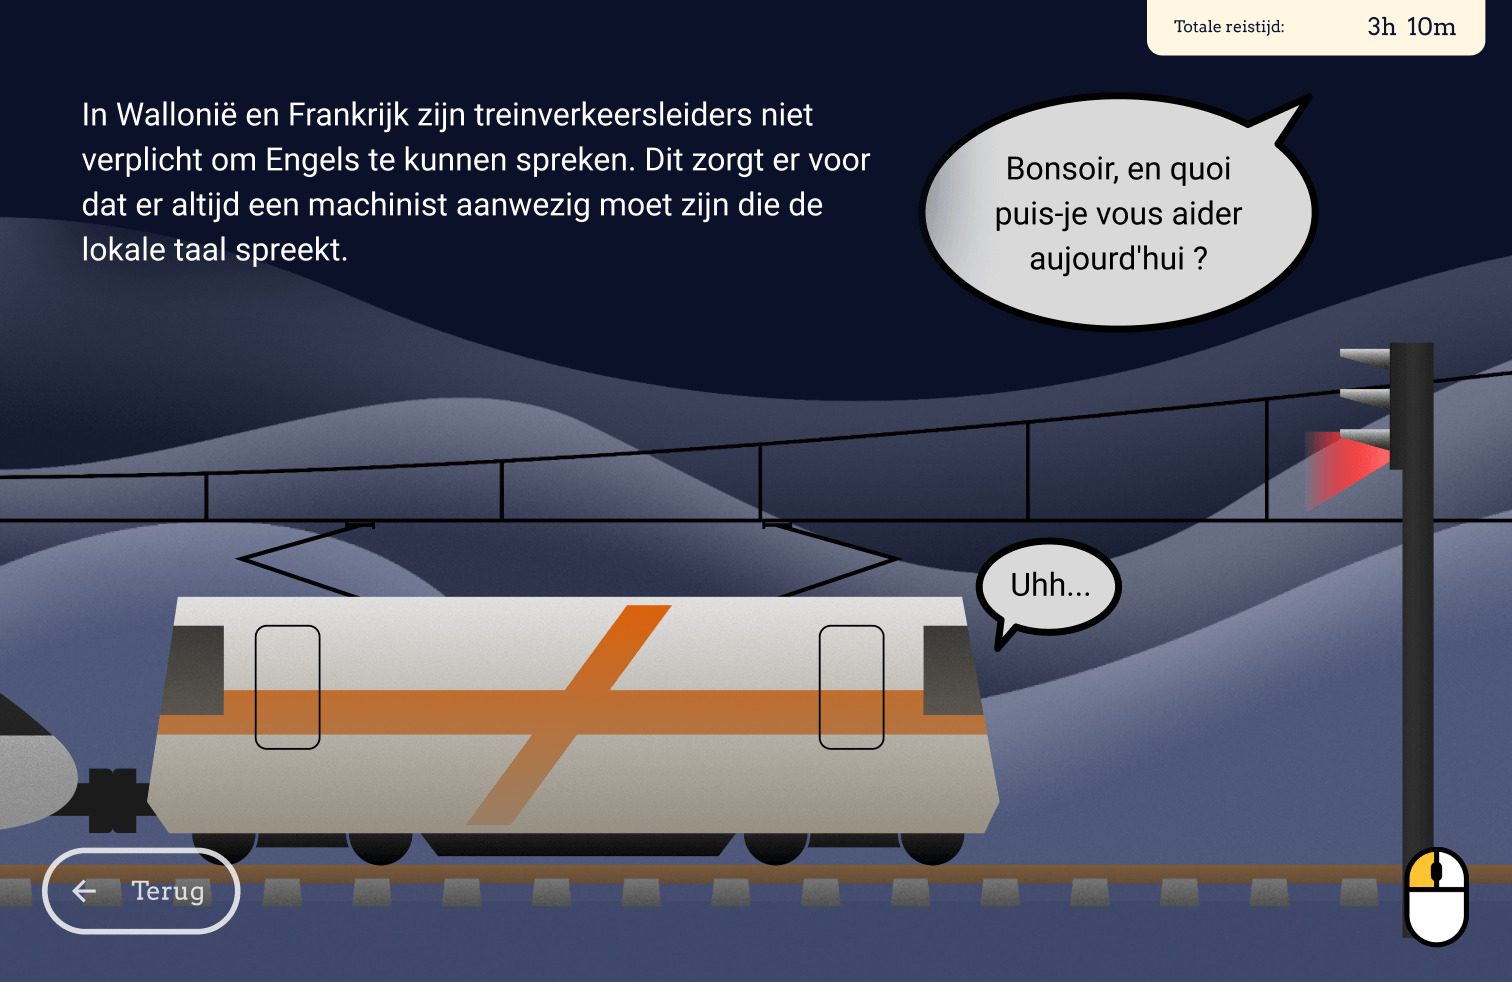 Totale reistijd: 3h 10m
In Wallonië en Frankrijk zijn treinverkeersleiders niet
verplicht om Engels te kunnen spreken. Dit zorgt er voor
dat er altijd een machinist aanwezig moet zijn die de
lokale taal spreekt.
Bonsoir, en quoi
puis-je vous aider
aujourd'hui ?
Uhh...
Terug